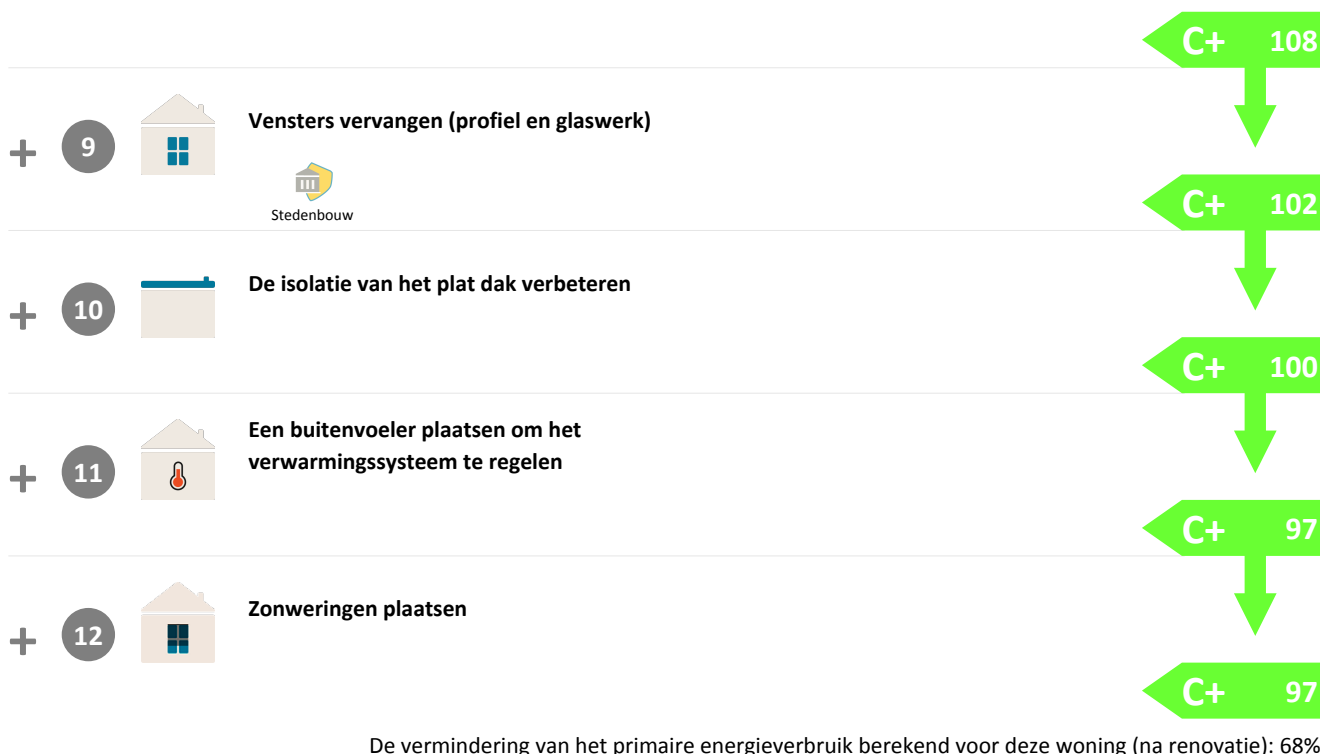 C+ 108
+ 9 Vensters vervangen (profiel en glaswerk)
Stedenbouw
C+ 102
+ 10 De isolatie van het plat dak verbeteren
C+ 100
+ 11 Een buitenvoeler plaatsen om het
verwarmingssysteem te regelen
C+ 97
+ 12 Zonweringen plaatsen
C+ 97
De vermindering van het primaire energieverbruik berekend voor deze woning (na renovatie): 68%